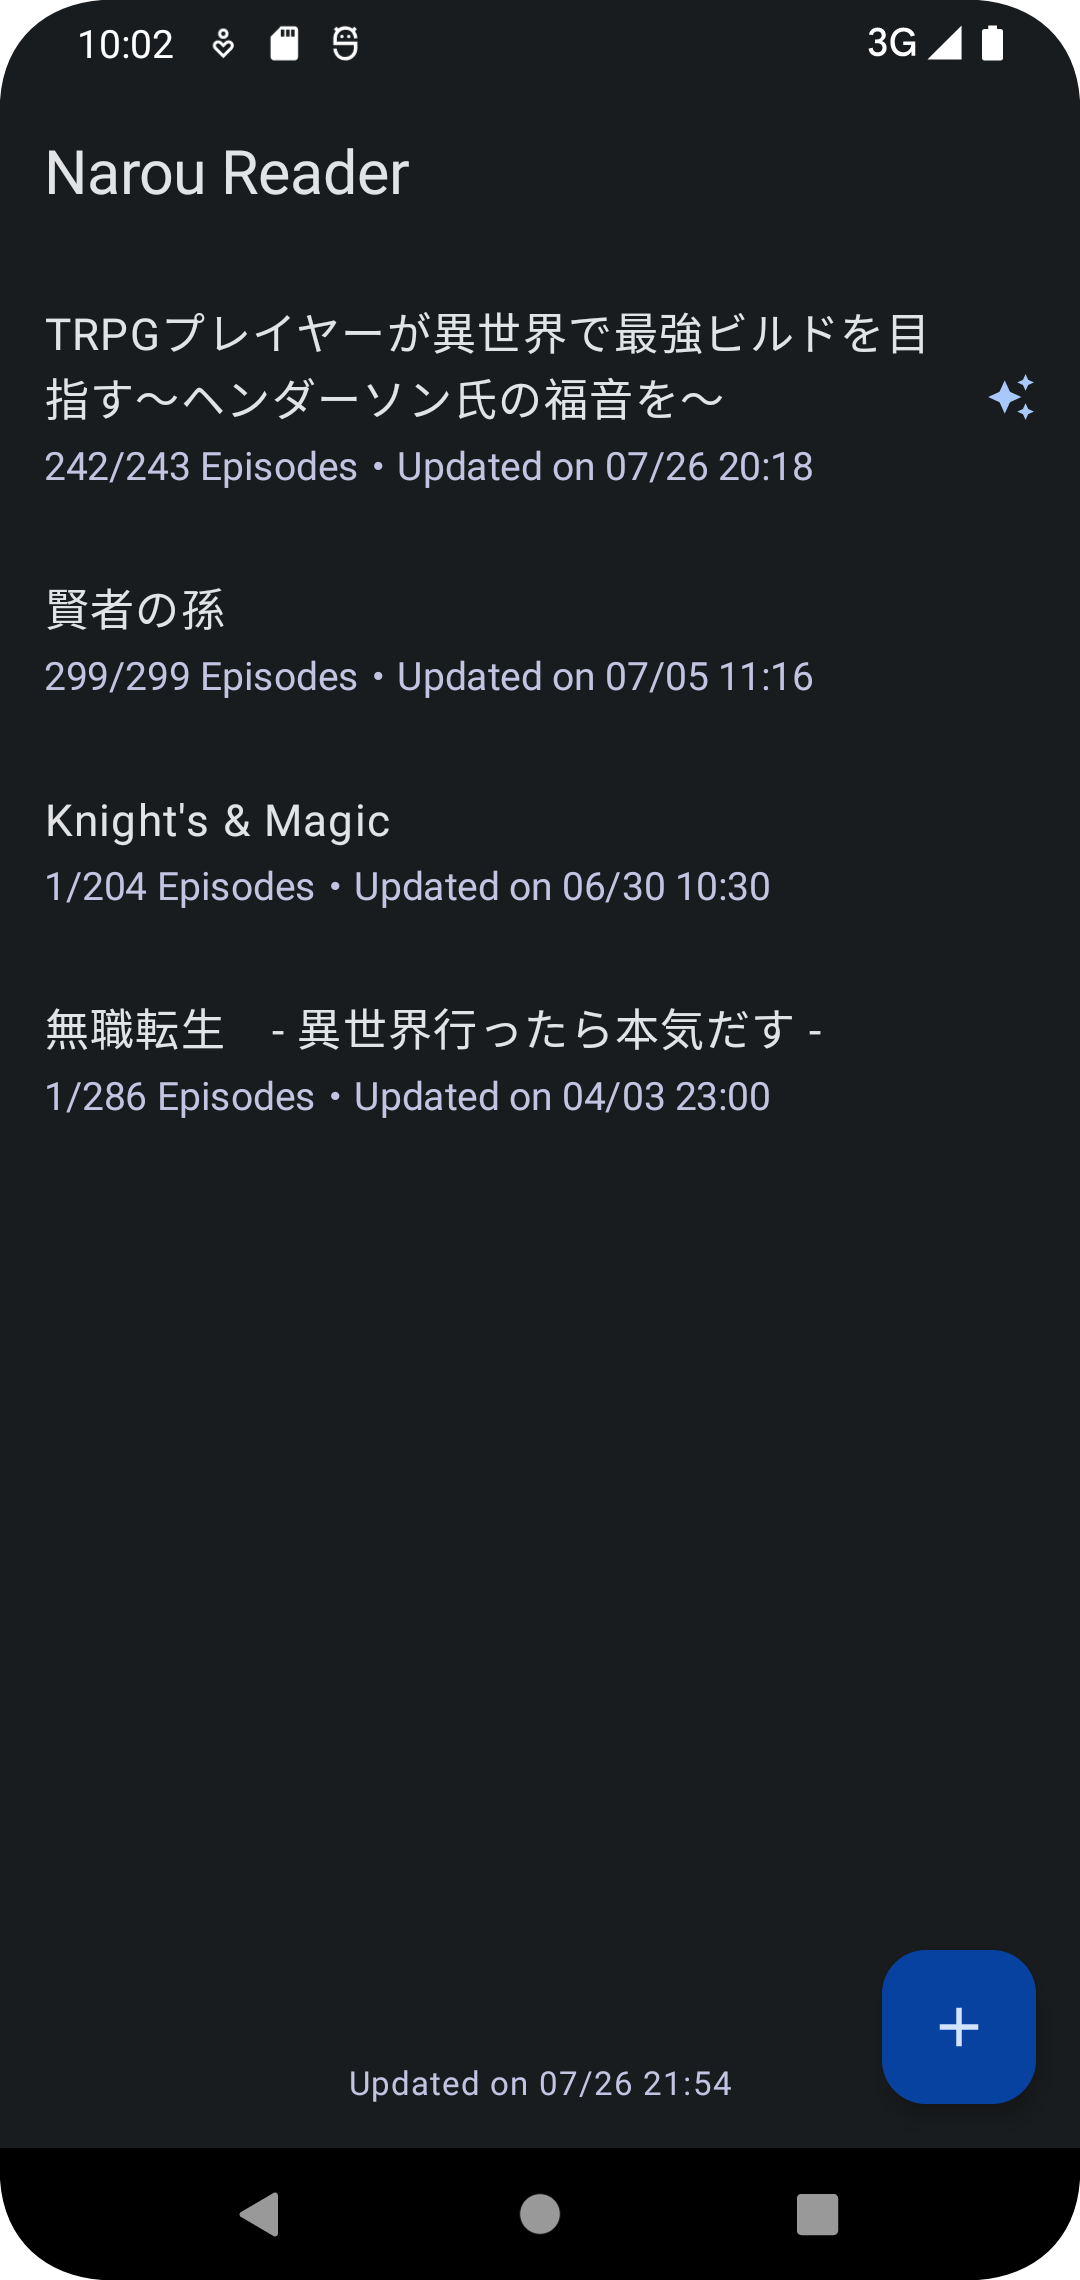 10:02 3G
Narou Reader
TRPGプレイヤーが異世界で最強ビルドを目
指す～ヘンダーソン氏の福音を～
242/243 Episodes・Updated on 07/26 20:18
賢者の孫
299/299 Episodes・Updated on 07/05 11:16
Knight's & Magic
1/204 Episodes・Updated on 06/30 10:30
無職転生　- 異世界行ったら本気だす -
1/286 Episodes・Updated on 04/03 23:00
Updated on 07/26 21:54